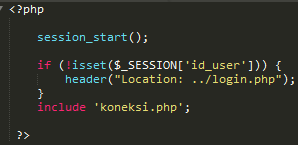 <?php
session_start();
if (!isset($_SESSION['id_user'])) {
header("Location: ../login.php");
}
include 'koneksi.php';
?>